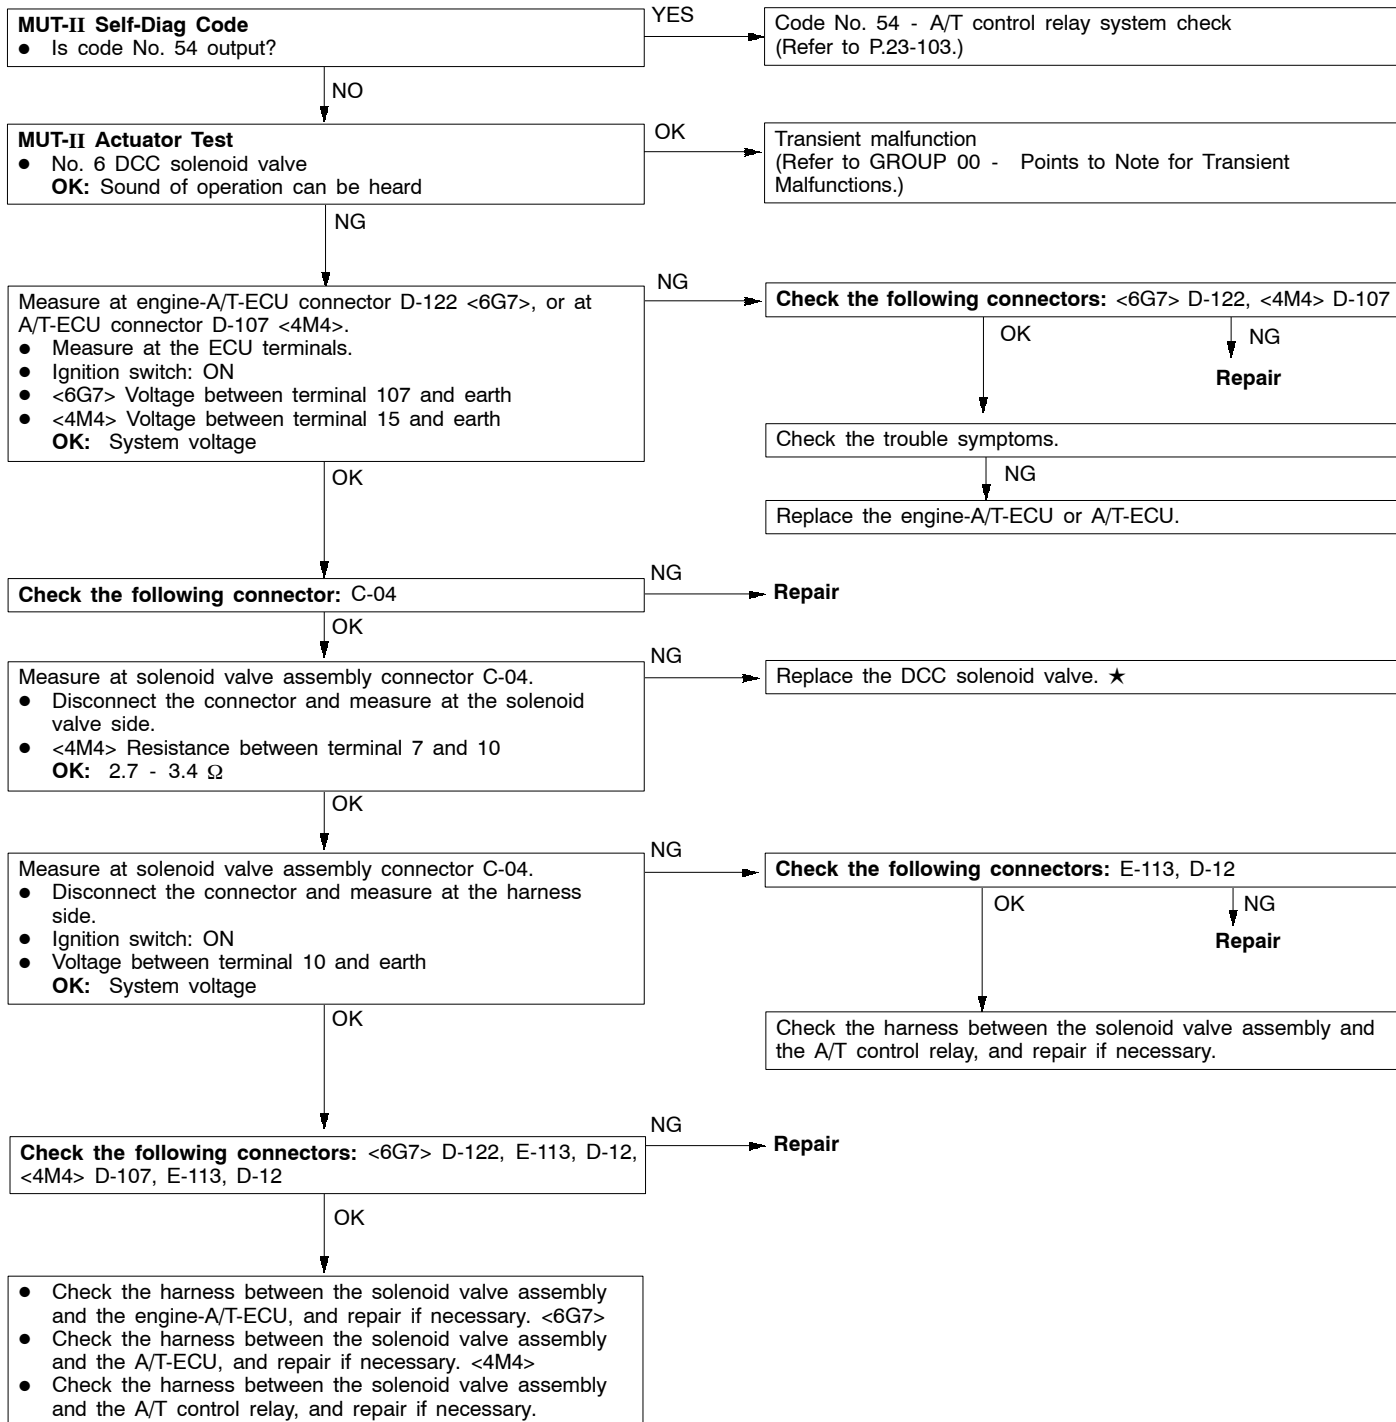 MUT-II Self-Diag Code
● Is code No. 54 output?
YES
Code No. 54 - A/T control relay system check
(Refer to P.23-103.)
NO
MUT-II Actuator Test
● No. 6 DCC solenoid valve
OK: Sound of operation can be heard
OK
Transient malfunction
(Refer to GROUP 00 - Points to Note for Transient
Malfunctions.)
NG
Measure at engine-A/T-ECU connector D-122 <6G7>, or at
A/T-ECU connector D-107 <4M4>.
● Measure at the ECU terminals.
● Ignition switch: ON
● <6G7> Voltage between terminal 107 and earth
● <4M4> Voltage between terminal 15 and earth
OK: System voltage
NG
Check the following connectors: <6G7> D-122, <4M4> D-107
OK
NG
Repair
Check the trouble symptoms.
NG
Replace the engine-A/T-ECU or A/T-ECU.
OK
Check the following connector: C-04
NG
Repair
OK
Measure at solenoid valve assembly connector C-04.
● Disconnect the connector and measure at the solenoid
valve side.
● <4M4> Resistance between terminal 7 and 10
OK: 2.7 - 3.4 Ω
NG
Replace the DCC solenoid valve. ★
OK
Measure at solenoid valve assembly connector C-04.
● Disconnect the connector and measure at the harness
side.
● Ignition switch: ON
● Voltage between terminal 10 and earth
OK: System voltage
NG
Check the following connectors: E-113, D-12
OK
NG
Repair
Check the harness between the solenoid valve assembly and
the A/T control relay, and repair if necessary.
OK
Check the following connectors: <6G7> D-122, E-113, D-12,
<4M4> D-107, E-113, D-12
NG
Repair
OK
● Check the harness between the solenoid valve assembly
and the engine-A/T-ECU, and repair if necessary. <6G7>
● Check the harness between the solenoid valve assembly
and the A/T-ECU, and repair if necessary. <4M4>
● Check the harness between the solenoid valve assembly
and the A/T control relay, and repair if necessary.